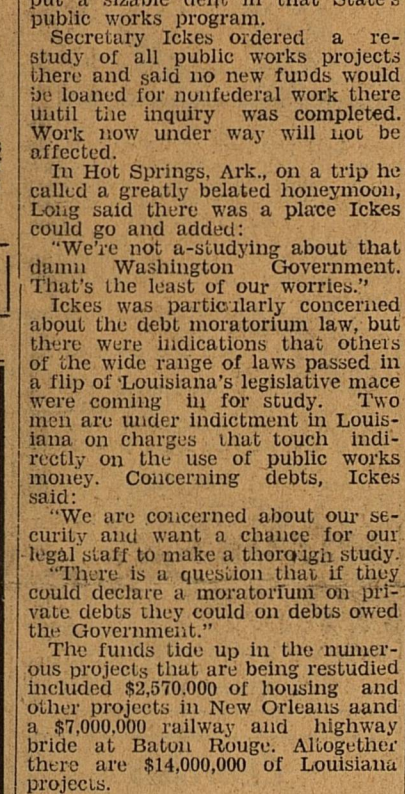 put a sizable dent in that State's
public works program.
Secretary Ickes ordered a re-
study of all public works projects
there and said no new funds would
be loaned for nonfederal work there
until the inquiry was completed.
Work now under way will not be
affected.
In Hot Springs, Ark., on a trip he
called a greatly belated honeymoon,
Long said there was a place Ickes
could go and added:
"We're not a-studying about that
damn Washington Government.
That's the least of our worries."
Ickes was particularly concerned
about the debt moratorium law, but
there were indications that others
of the wide range of laws passed in
a flip of Louisiana's legislative mace
were coming in for study. Two
men are under indictment in Louis-
iana on charges that touch indi-
rectly on the use of public works
money. Concerning debts, Ickes
said:
"We are concerned about our se-
curity and want a chance for our
legal staff to make a thorough study.
"There is a question that if they
could declare a moratorium on pri-
vate debts they could on debts owed
the Government."
The funds tide up in the numer-
ous projects that are being restudied
included $2,570,000 of housing and
other projects in New Orleans aand
a $7,000,000 railway and highway
bride at Baton Rouge. Altogether
there are $14,000,000 of Louisiana
projects.